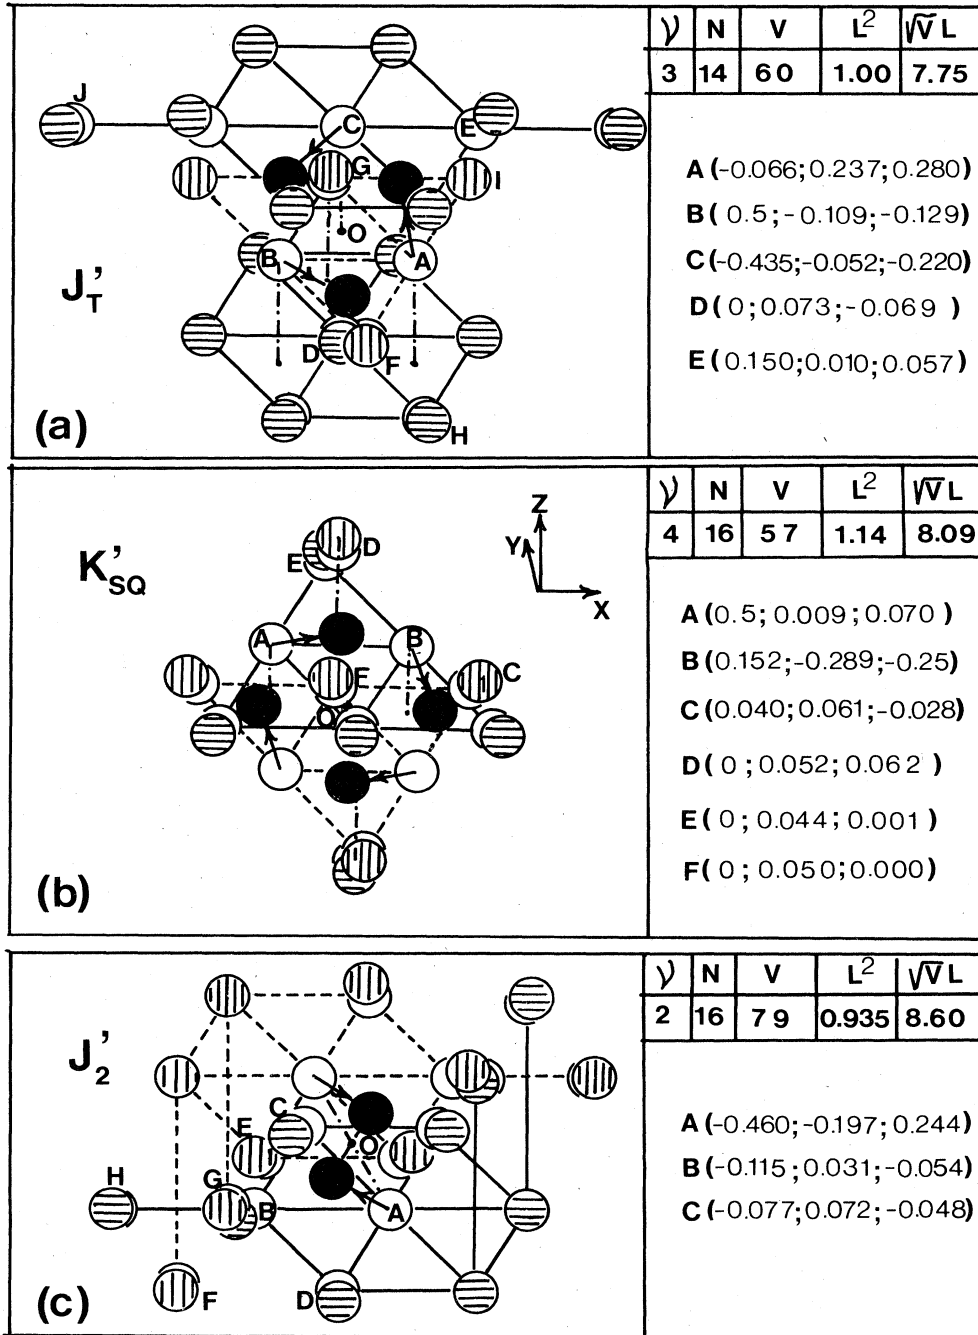 J'T
J
C
E
G
I
O
B
A
D
F
H
(a)
ν N V L² √V L
3 14 60 1.00 7.75
A (-0.066; 0.237; 0.280)
B ( 0.5; -0.109; -0.129)
C (-0.435; -0.052; -0.220)
D ( 0; 0.073; -0.069 )
E ( 0.150; 0.010; 0.057)
K'SQ
Z
Y
X
D
E
A
B
F
C
O
(b)
ν N V L² √V L
4 16 57 1.14 8.09
A (0.5; 0.009; 0.070 )
B (0.152; -0.289; -0.25)
C (0.040; 0.061; -0.028)
D ( 0; 0.052; 0.062 )
E ( 0; 0.044; 0.001 )
F ( 0; 0.050; 0.000)
J'2
C
E
O
H
G
B
A
F
D
(c)
ν N V L² √V L
2 16 79 0.935 8.60
A (-0.460; -0.197; 0.244)
B (-0.115; 0.031; -0.054)
C (-0.077; 0.072; -0.048)